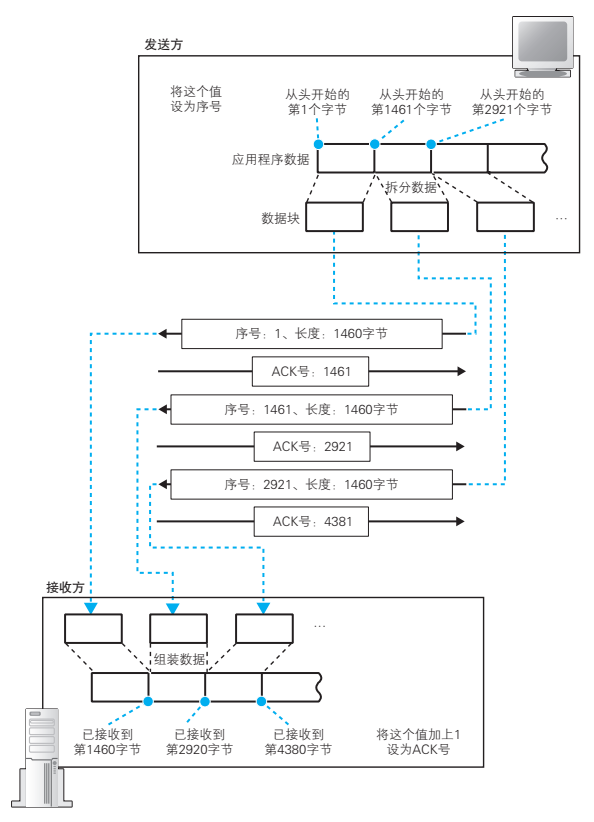 发送方
将这个值
设为序号
从头开始的
第1个字节
从头开始的
第1461个字节
从头开始的
第2921个字节
应用程序数据
拆分数据
数据块
…
序号：1、长度：1460字节
ACK号：1461
序号：1461、长度：1460字节
ACK号：2921
序号：2921、长度：1460字节
ACK号：4381
接收方
…
组装数据
已接收到
第1460字节
已接收到
第2920字节
已接收到
第4380字节
将这个值加上1
设为ACK号